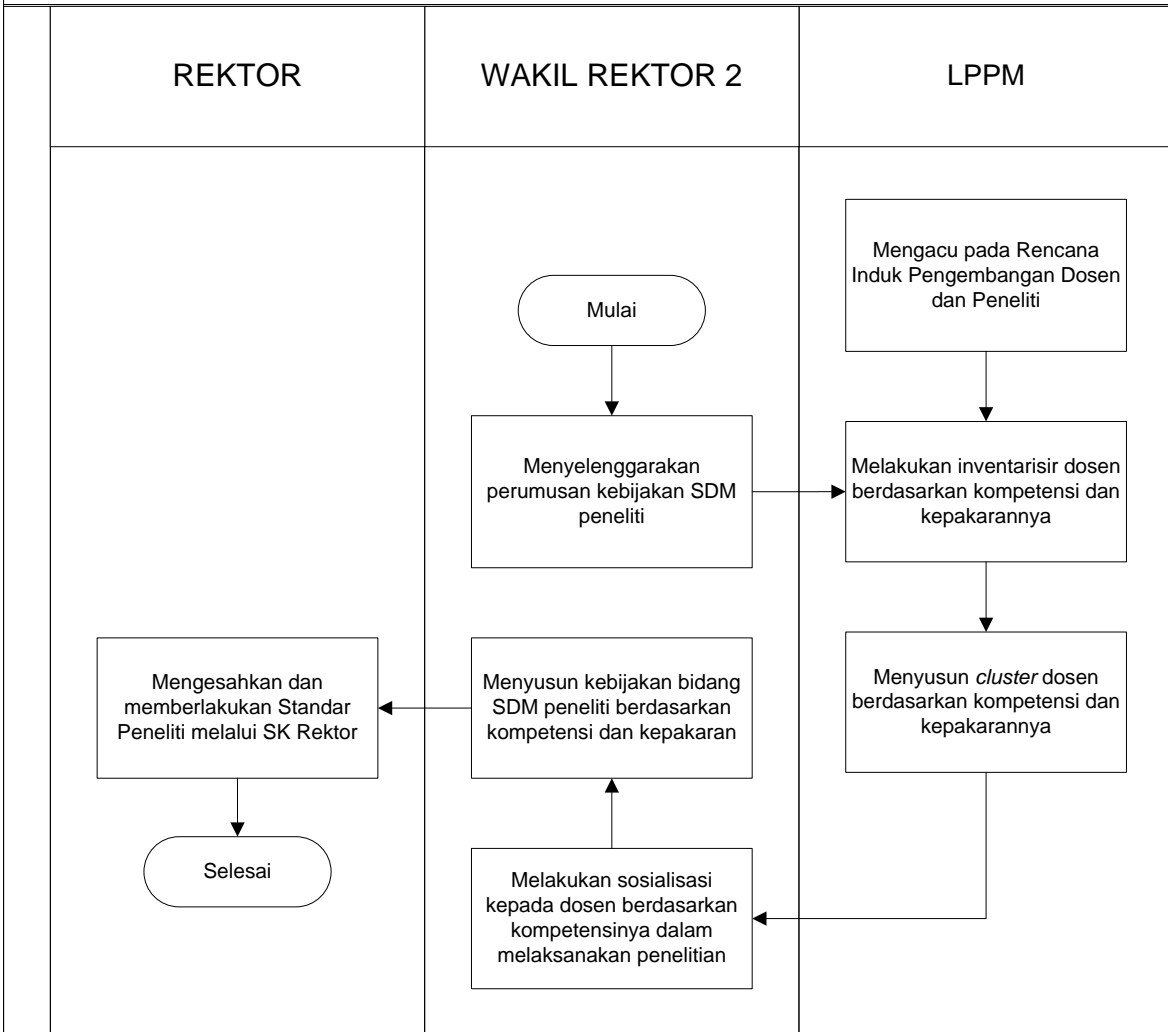 REKTOR
WAKIL REKTOR 2
LPPM
Mengacu pada Rencana
Induk Pengembangan Dosen
dan Peneliti
Mulai
Menyelenggarakan
perumusan kebijakan SDM
peneliti
Melakukan inventarisir dosen
berdasarkan kompetensi dan
kepakarannya
Menyusun cluster dosen
berdasarkan kompetensi dan
kepakarannya
Melakukan sosialisasi
kepada dosen berdasarkan
kompetensinya dalam
melaksanakan penelitian
Menyusun kebijakan bidang
SDM peneliti berdasarkan
kompetensi dan kepakaran
Mengesahkan dan
memberlakukan Standar
Peneliti melalui SK Rektor
Selesai